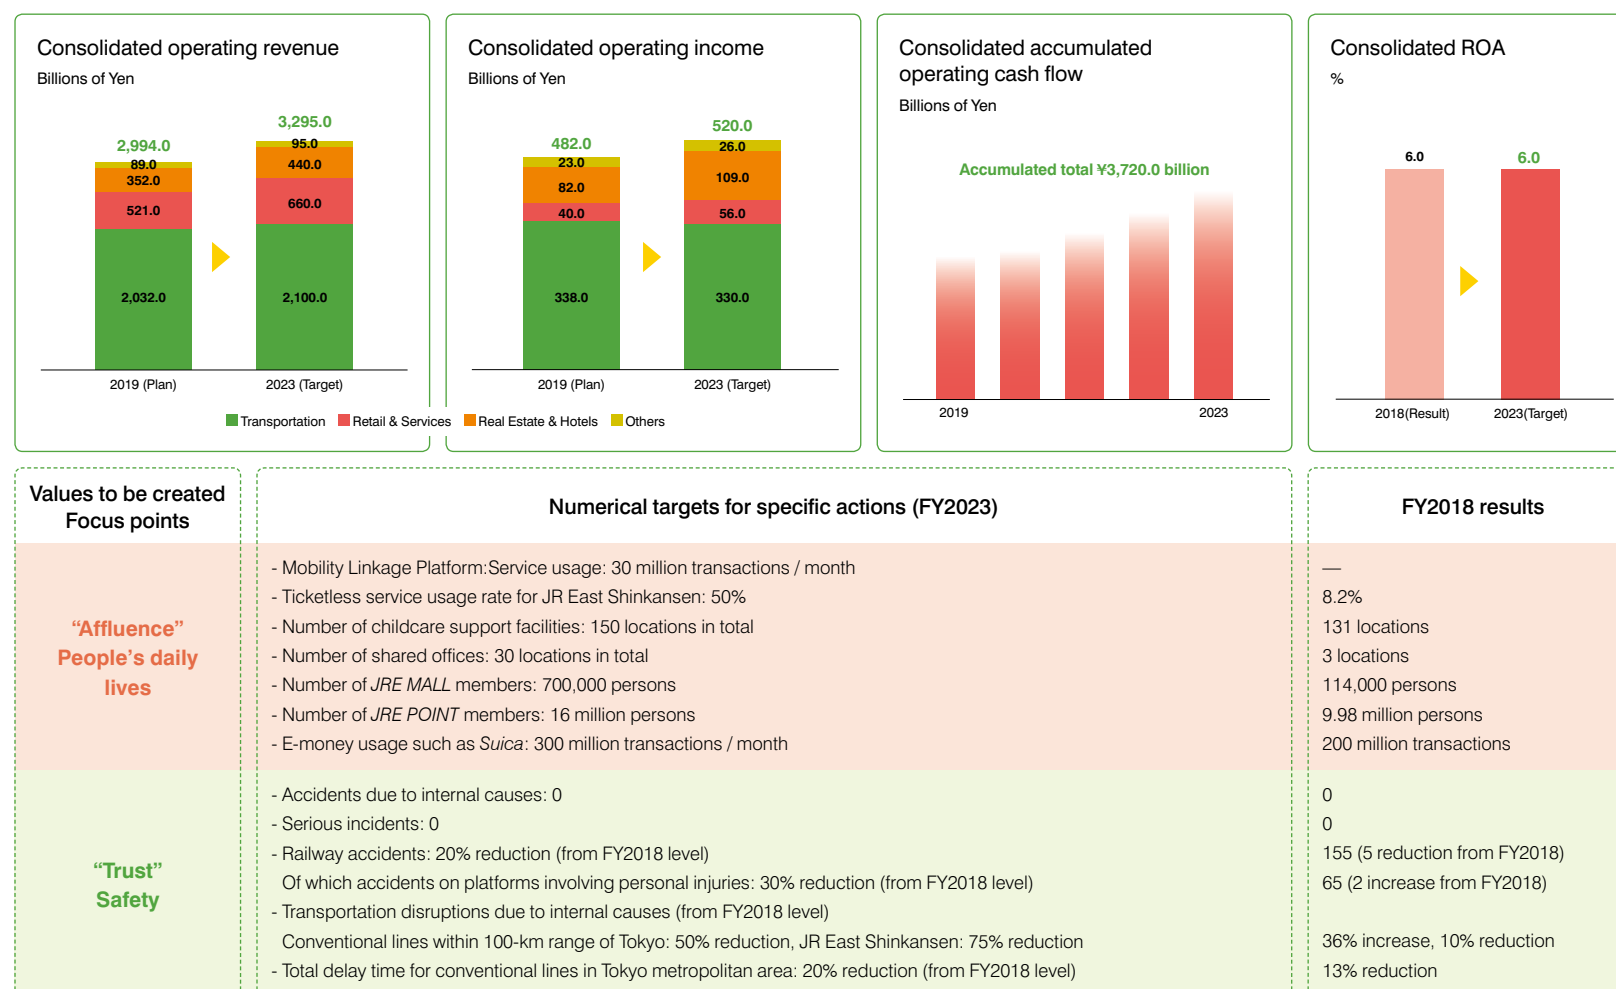 Consolidated operating revenue
Billions of Yen
3,295.0
2,994.0
95.0
89.0
440.0
352.0
660.0
521.0
2,032.0
2,100.0
2019 (Plan)
2023 (Target)
Consolidated operating income
Billions of Yen
520.0
482.0
26.0
23.0
109.0
82.0
56.0
40.0
338.0
330.0
2019 (Plan)
2023 (Target)
Transportation
Retail & Services
Real Estate & Hotels
Others
Consolidated accumulated
operating cash flow
Billions of Yen
Accumulated total ¥3,720.0 billion
2019
2023
Consolidated ROA
%
6.0
6.0
2018(Result)
2023(Target)
Values to be created
Focus points
Numerical targets for specific actions (FY2023)
FY2018 results
“Affluence”
People’s daily
lives
- Mobility Linkage Platform:Service usage: 30 million transactions / month
—
- Ticketless service usage rate for JR East Shinkansen: 50%
8.2%
- Number of childcare support facilities: 150 locations in total
131 locations
- Number of shared offices: 30 locations in total
3 locations
- Number of JRE MALL members: 700,000 persons
114,000 persons
- Number of JRE POINT members: 16 million persons
9.98 million persons
- E-money usage such as Suica: 300 million transactions / month
200 million transactions
“Trust”
Safety
- Accidents due to internal causes: 0
0
- Serious incidents: 0
0
- Railway accidents: 20% reduction (from FY2018 level)
155 (5 reduction from FY2018)
Of which accidents on platforms involving personal injuries: 30% reduction (from FY2018 level)
65 (2 increase from FY2018)
- Transportation disruptions due to internal causes (from FY2018 level)
Conventional lines within 100-km range of Tokyo: 50% reduction, JR East Shinkansen: 75% reduction
36% increase, 10% reduction
- Total delay time for conventional lines in Tokyo metropolitan area: 20% reduction (from FY2018 level)
13% reduction